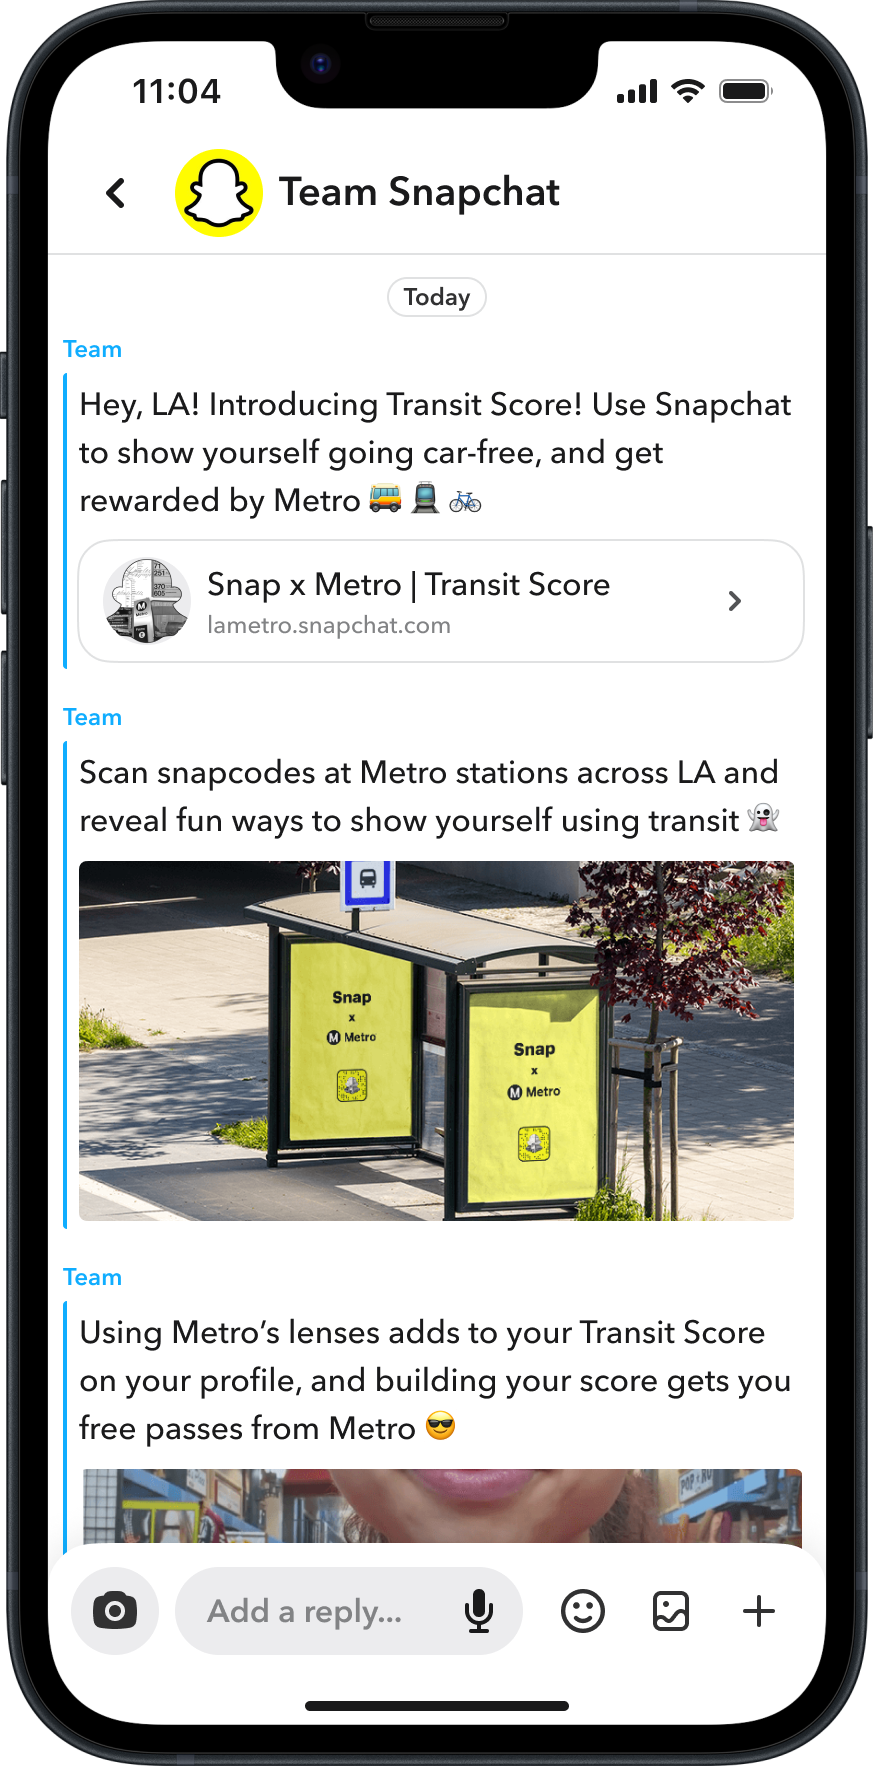 11:04
Team Snapchat
Today
Team
Hey, LA! Introducing Transit Score! Use Snapchat
to show yourself going car-free, and get
rewarded by Metro 🚌 🚊 🚲
Snap x Metro | Transit Score
lametro.snapchat.com
Team
Scan snapcodes at Metro stations across LA and
reveal fun ways to show yourself using transit 👻
Snap
x
M Metro
Snap
x
M Metro
Team
Using Metro’s lenses adds to your Transit Score
on your profile, and building your score gets you
free passes from Metro 😎
Add a reply...